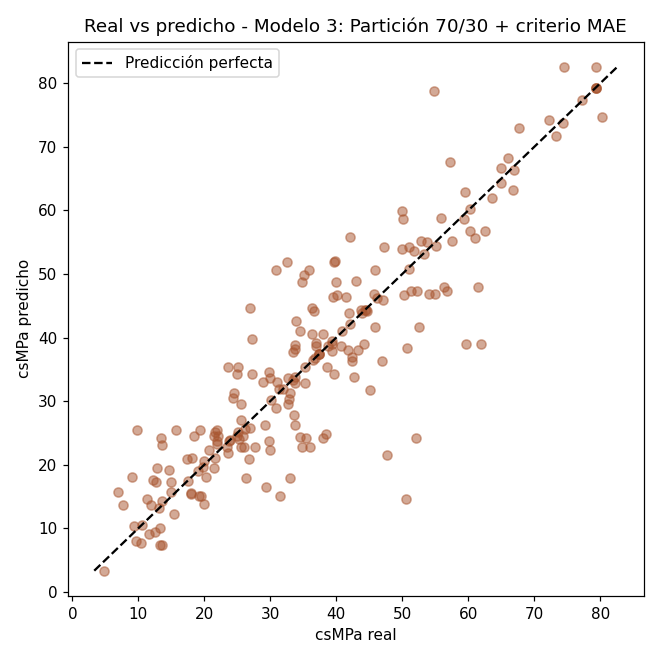 Real vs predicho - Modelo 3: Partición 70/30 + criterio MAE
Predicción perfecta
csMPa predicho
80
70
60
50
40
30
20
10
0
0 10 20 30 40 50 60 70 80
csMPa real